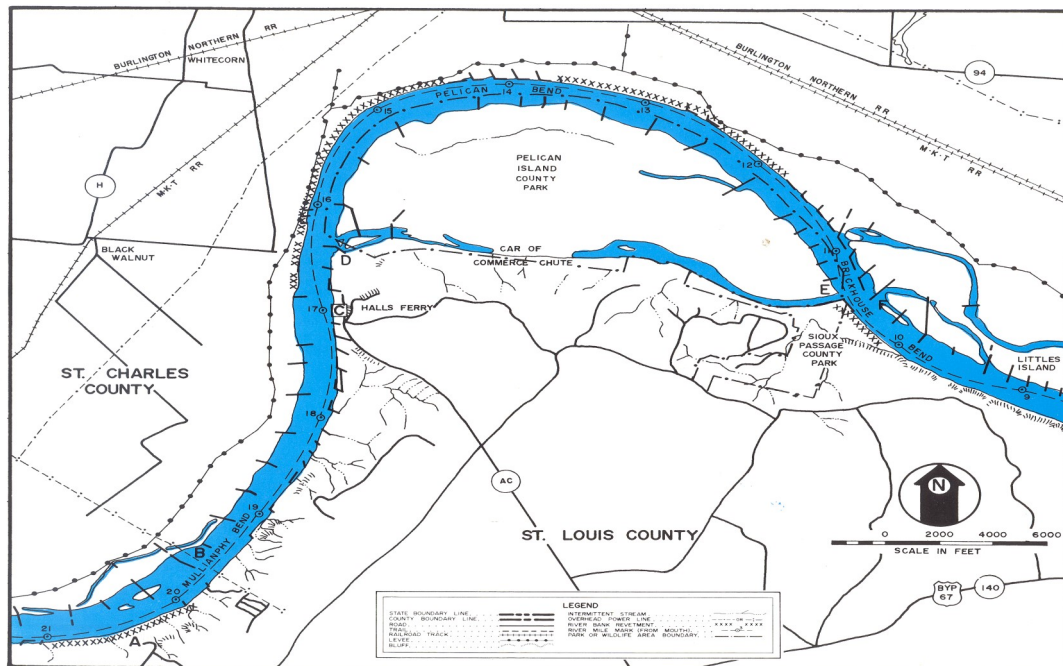 BURLINGTON NORTHERN RR
WHITECORN
BURLINGTON NORTHERN RR
94
M-K-T RR
M·K·T RR
H
PELICAN BEND
15
14
13
12
PELICAN
ISLAND
COUNTY
PARK
16
BLACK
WALNUT
D
CAR OF
COMMERCE CHUTE
11
E
BRICKHOUSE BEND
F
17
C
HALLS FERRY
SIOUX
PASSAGE
COUNTY
PARK
10
LITTLES
ISLAND
9
ST. CHARLES
COUNTY
18
AC
N
19
ST. LOUIS COUNTY
0 2000 4000 6000
SCALE IN FEET
B
MULLIANPHY BEND
20
BYP
67
140
21
A
LEGEND
STATE BOUNDARY LINE
COUNTY BOUNDARY LINE
ROAD
TRAIL
RAILROAD TRACK
LEVEE
BLUFF
INTERMITTENT STREAM
OVERHEAD POWER LINE
RIVER BANK REVETMENT
RIVER MILE MARK (FROM MOUTH)
PARK OR WILDLIFE AREA BOUNDARY